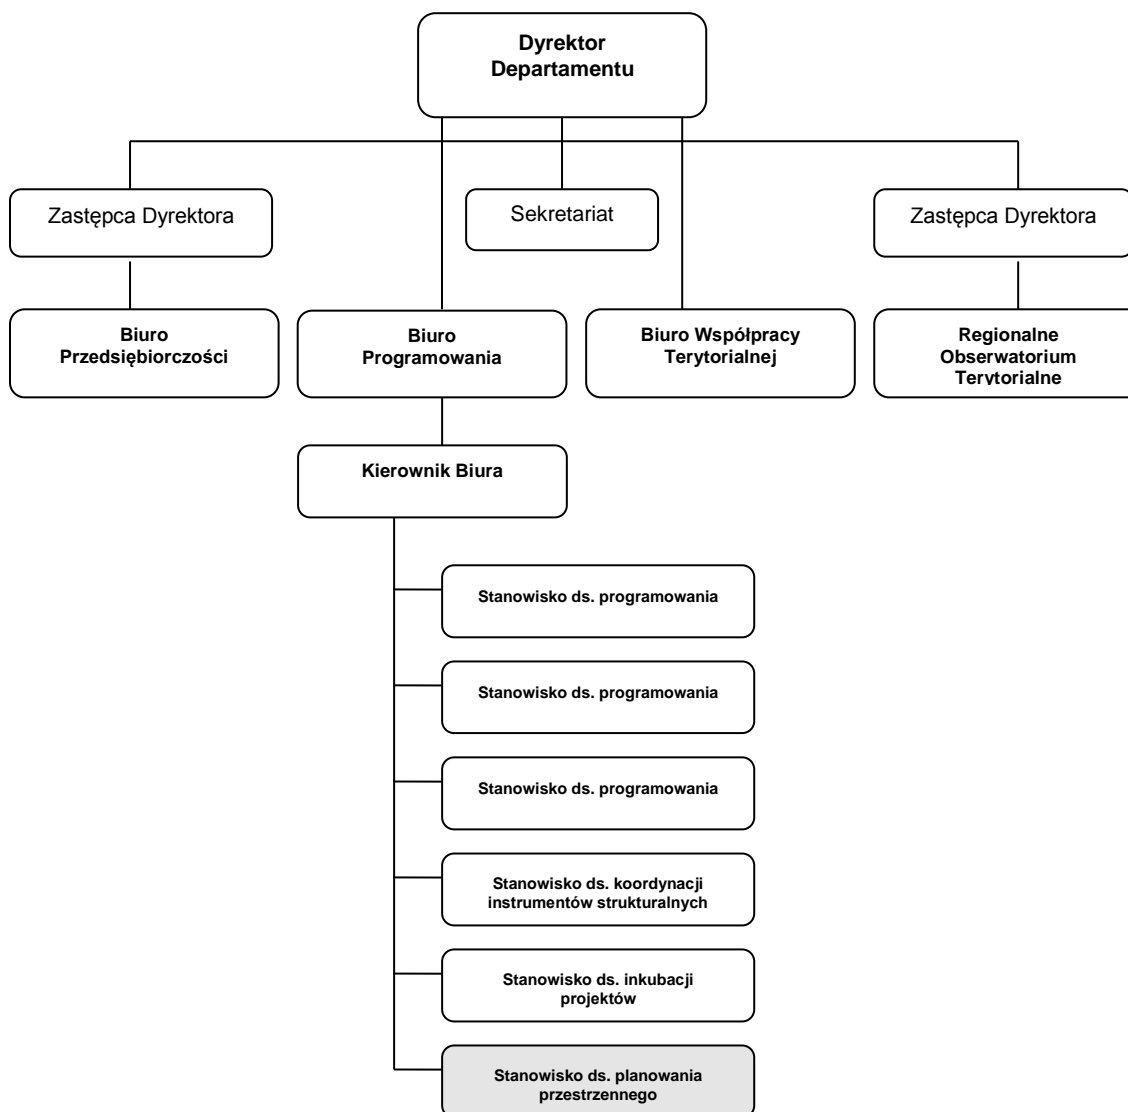 Dyrektor
Departamentu
Zastępca Dyrektora
Sekretariat
Zastępca Dyrektora
Biuro
Przedsiębiorczości
Biuro
Programowania
Biuro Współpracy
Terytorialnej
Regionalne
Obserwatorium
Terytorialne
Kierownik Biura
Stanowisko ds. programowania
Stanowisko ds. programowania
Stanowisko ds. programowania
Stanowisko ds. koordynacji
instrumentów strukturalnych
Stanowisko ds. inkubacji
projektów
Stanowisko ds. planowania
przestrzennego